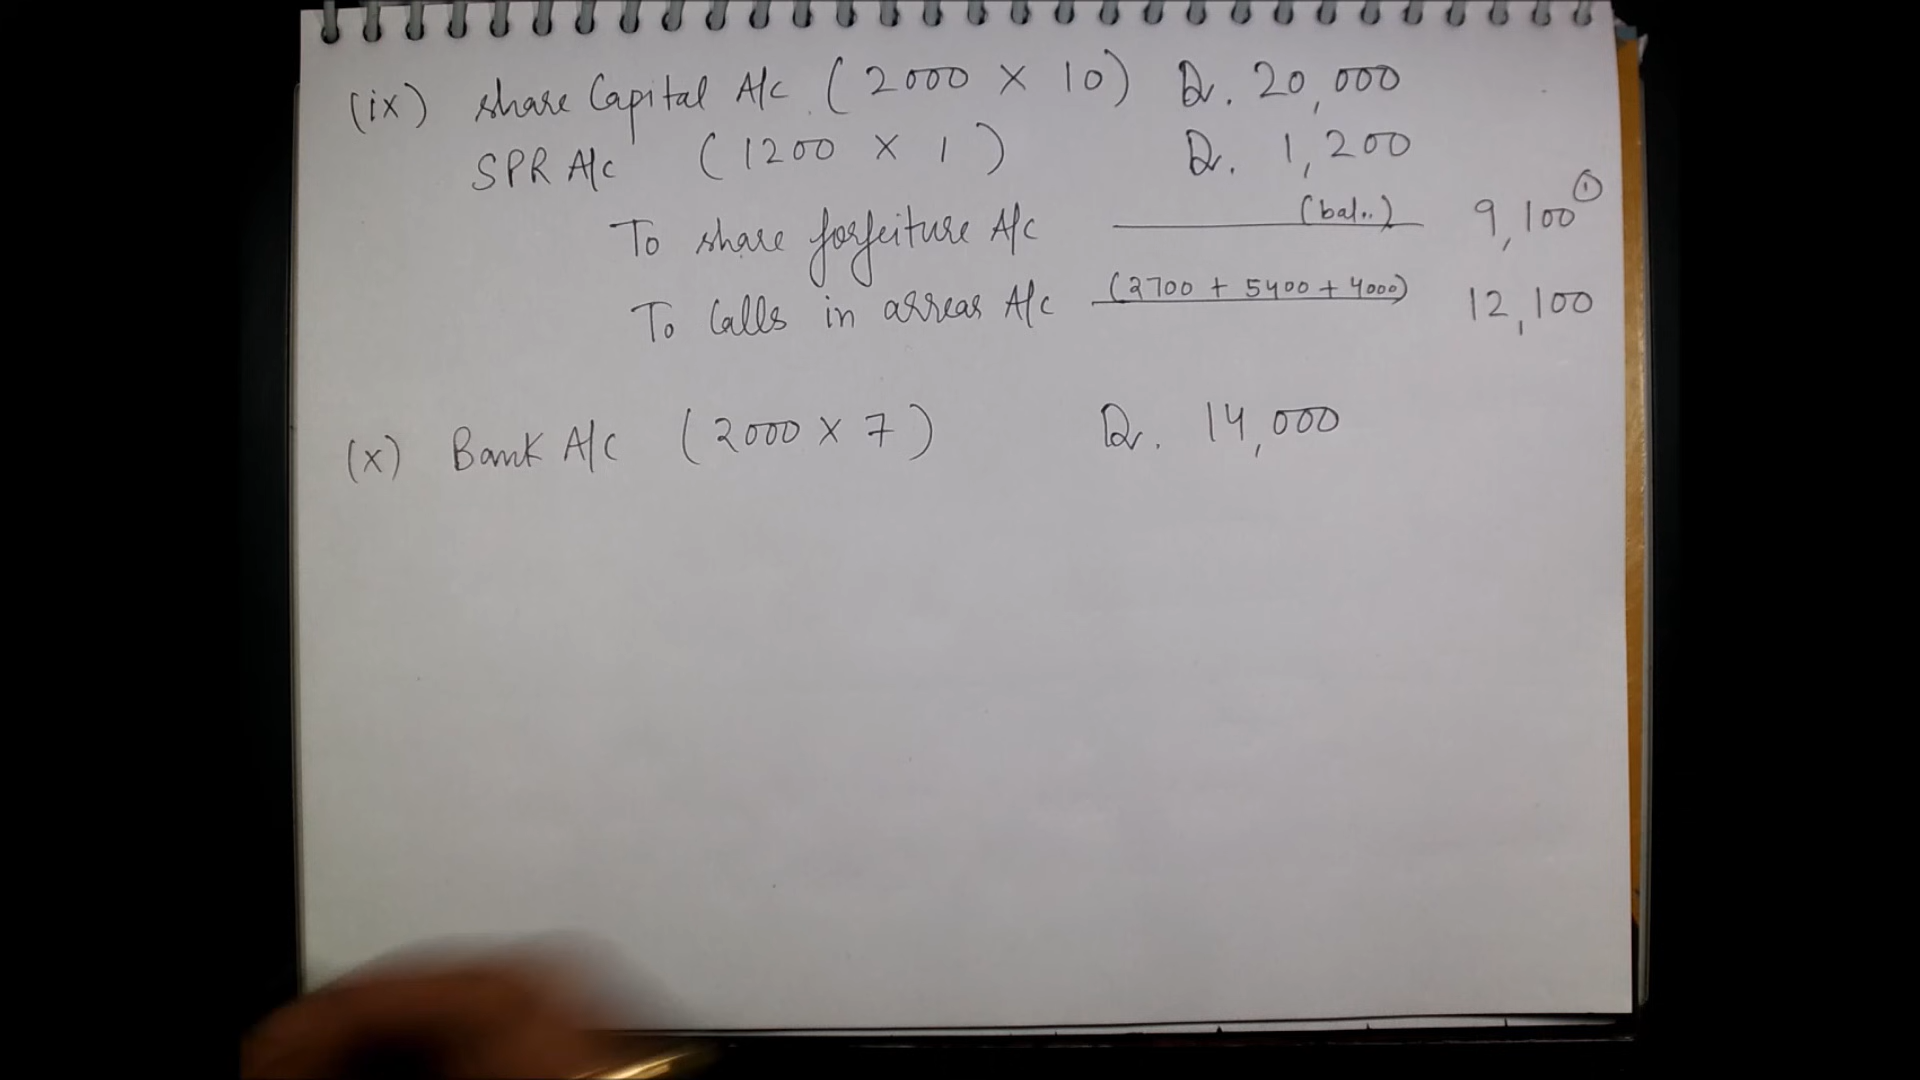 (ix) share Capital A/c (2000 × 10) Dr. 20,000
SPR A/c (1200 × 1) Dr. 1,200
To share forfeiture A/c (bal..) 9,100 ①
To Calls in arrears A/c (2700 + 5400 + 4000) 12,100
(x) Bank A/c (2000 × 7) Dr. 14,000